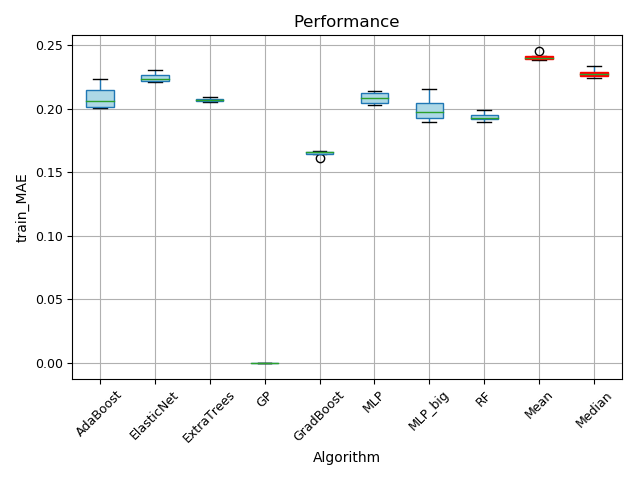 Performance
train_MAE
0.25
0.20
0.15
0.10
0.05
0.00
AdaBoost
ElasticNet
ExtraTrees
GP
GradBoost
MLP
MLP_big
RF
Mean
Median
Algorithm